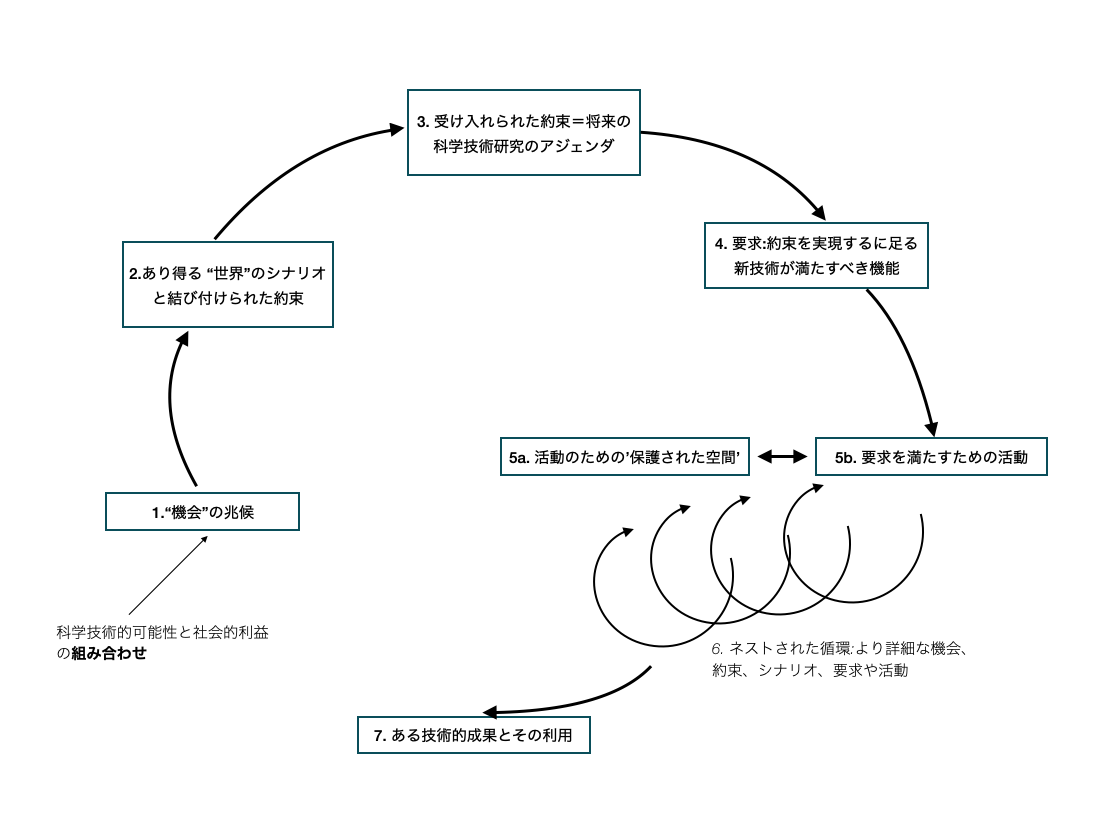 3. 受け入れられた約束＝将来の
科学技術研究のアジェンダ
4. 要求:約束を実現するに足る
新技術が満たすべき機能
2.あり得る “世界”のシナリオ
と結び付けられた約束
5a. 活動のための’保護された空間’
5b. 要求を満たすための活動
1.“機会”の兆候
科学技術的可能性と社会的利益
の組み合わせ
6. ネストされた循環:より詳細な機会、
約束、シナリオ、要求や活動
7. ある技術的成果とその利用